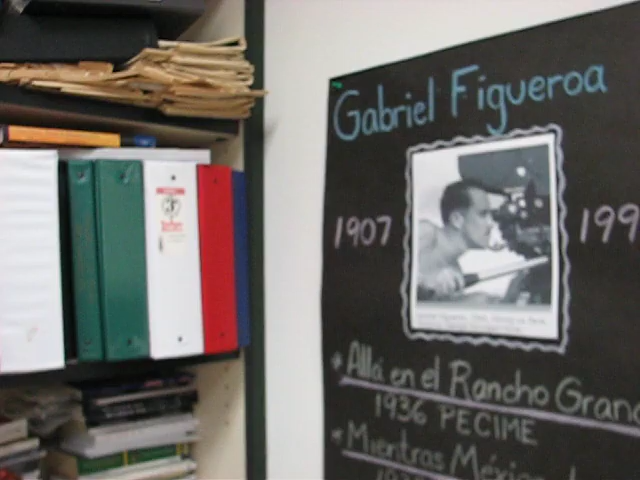 Gabriel Figueroa
1907
199
* Allá en el Rancho Grand
1936 PECIME
* Mientras México